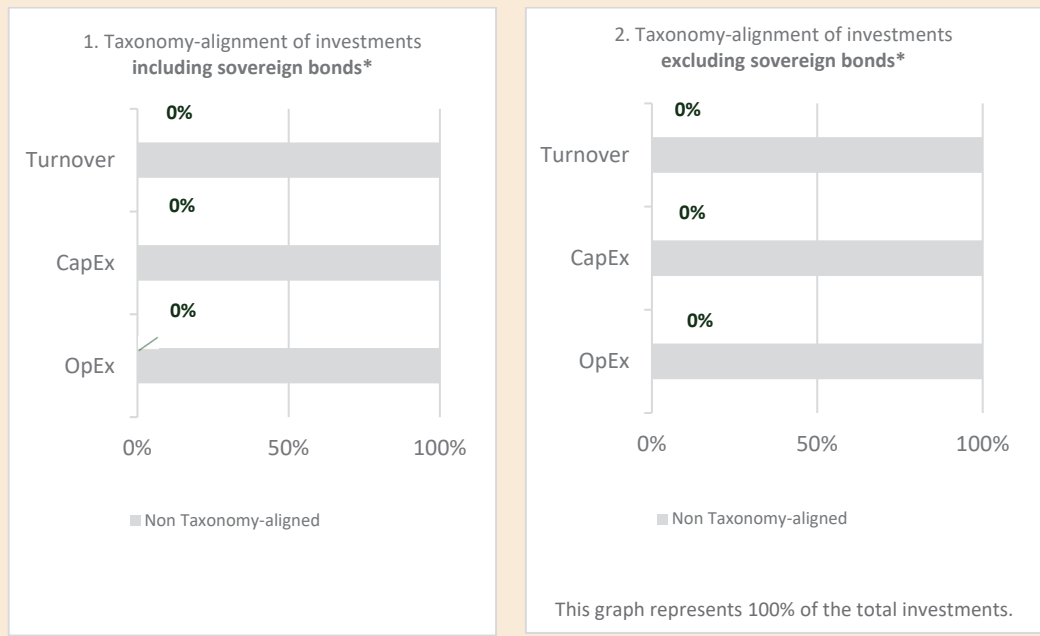 1. Taxonomy-alignment of investments
including sovereign bonds*
0%
Turnover
0%
CapEx
0%
OpEx
0% 50% 100%
Non Taxonomy-aligned
2. Taxonomy-alignment of investments
excluding sovereign bonds*
0%
Turnover
0%
CapEx
0%
OpEx
0% 50% 100%
Non Taxonomy-aligned
This graph represents 100% of the total investments.